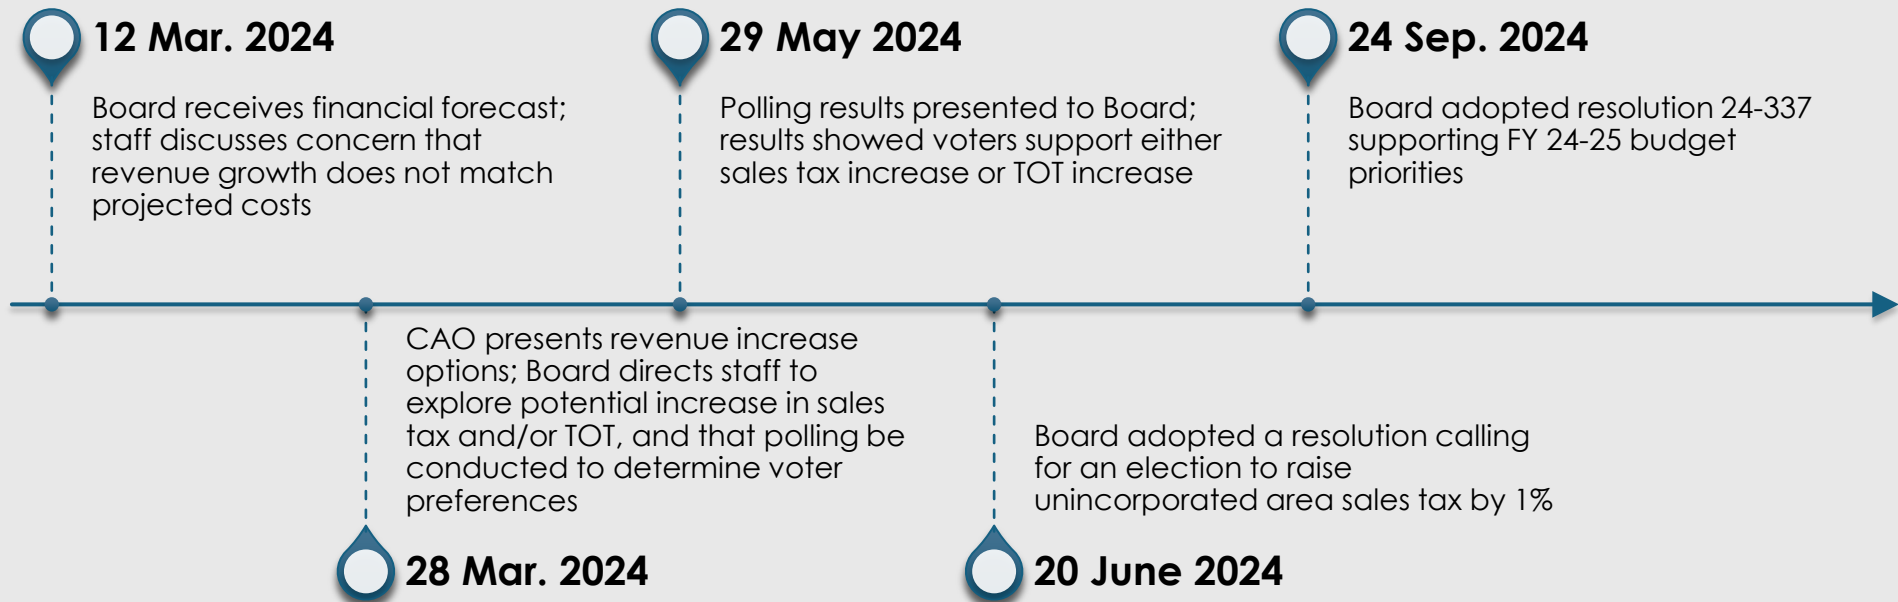 12 Mar. 2024
Board receives financial forecast;
staff discusses concern that
revenue growth does not match
projected costs
28 Mar. 2024
CAO presents revenue increase
options; Board directs staff to
explore potential increase in sales
tax and/or TOT, and that polling be
conducted to determine voter
preferences
29 May 2024
Polling results presented to Board;
results showed voters support either
sales tax increase or TOT increase
20 June 2024
Board adopted a resolution calling
for an election to raise
unincorporated area sales tax by 1%
24 Sep. 2024
Board adopted resolution 24-337
supporting FY 24-25 budget
priorities